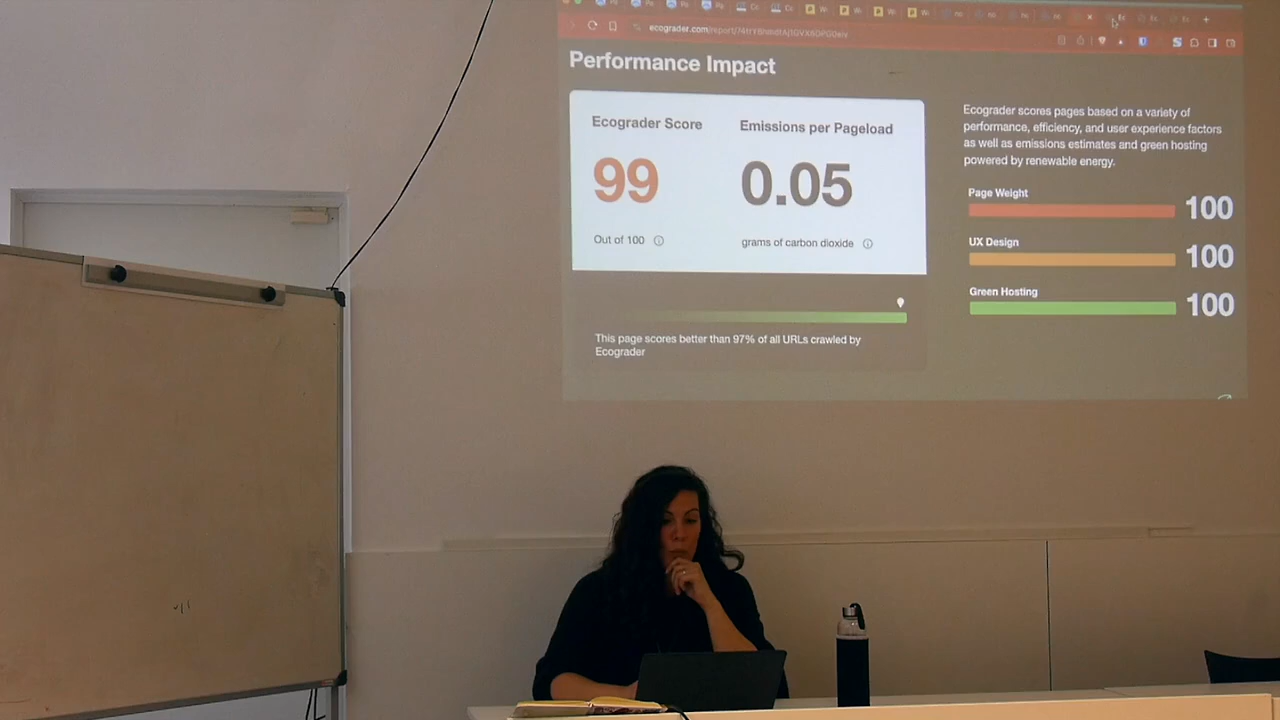 Performance Impact
Ecograder Score
99
Out of 100
Emissions per Pageload
0.05
grams of carbon dioxide
This page scores better than 97% of all URLs crawled by
Ecograder
Ecograder scores pages based on a variety of
performance, efficiency, and user experience factors
as well as emissions estimates and green hosting
powered by renewable energy.
Page Weight
100
UX Design
100
Green Hosting
100